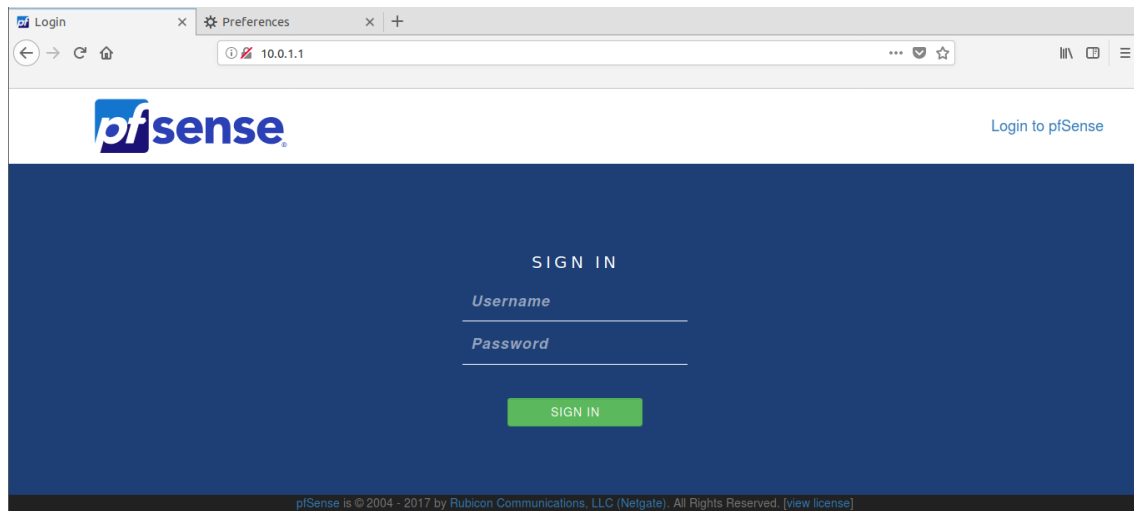 Login
Preferences
10.0.1.1
pfsense
Login to pfSense
SIGN IN
Username
Password
SIGN IN
pfSense is © 2004 - 2017 by Rubicon Communications, LLC (Netgate). All Rights Reserved. [view license]